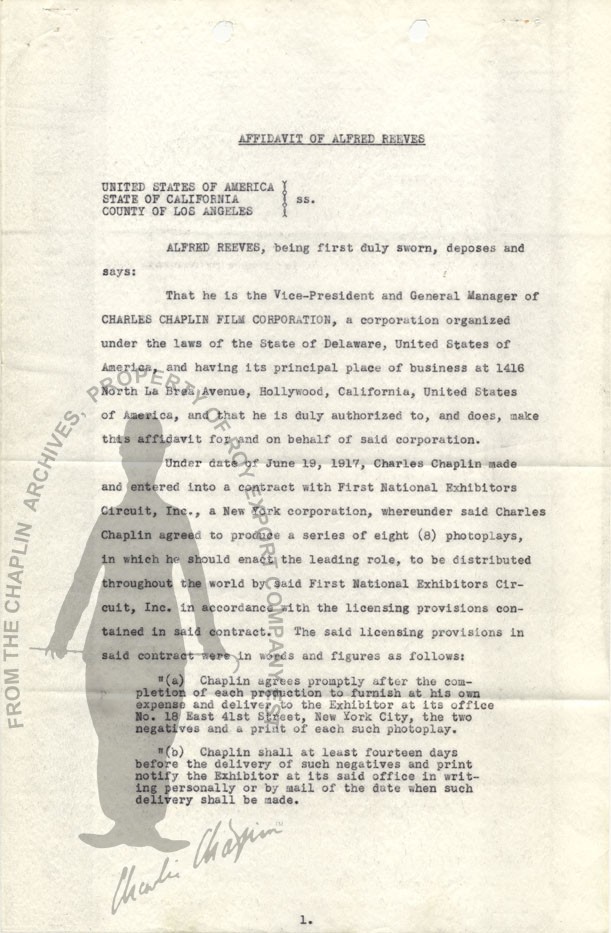 AFFIDAVIT OF ALFRED REEVES
UNITED STATES OF AMERICA
STATE OF CALIFORNIA ss.
COUNTY OF LOS ANGELES
ALFRED REEVES, being first duly sworn, deposes and
says:
That he is the Vice-President and General Manager of
CHARLES CHAPLIN FILM CORPORATION, a corporation organized
under the laws of the State of Delaware, United States of
America, and having its principal place of business at 1416
North La Brea Avenue, Hollywood, California, United States
of America, and that he is duly authorized to, and does, make
this affidavit for and on behalf of said corporation.
Under date of June 19, 1917, Charles Chaplin made
and entered into a contract with First National Exhibitors
Circuit, Inc., a New York corporation, whereunder said Charles
Chaplin agreed to produce a series of eight (8) photoplays,
in which he should enact the leading role, to be distributed
throughout the world by said First National Exhibitors Cir-
cuit, Inc. in accordance with the licensing provisions con-
tained in said contract. The said licensing provisions in
said contract were in words and figures as follows:
"(a) Chaplin agrees promptly after the com-
pletion of each production to furnish at his own
expense and deliver to the Exhibitor at its office
No. 18 East 41st Street, New York City, the two
negatives and a print of each such photoplay.
"(b) Chaplin shall at least fourteen days
before the delivery of such negatives and print
notify the Exhibitor at its said office in writ-
ing personally or by mail of the date when such
delivery shall be made.
1.
FROM THE CHAPLIN ARCHIVES, PROPERTY OF ROY EXPORT COMPANY EST
Charlie Chaplin